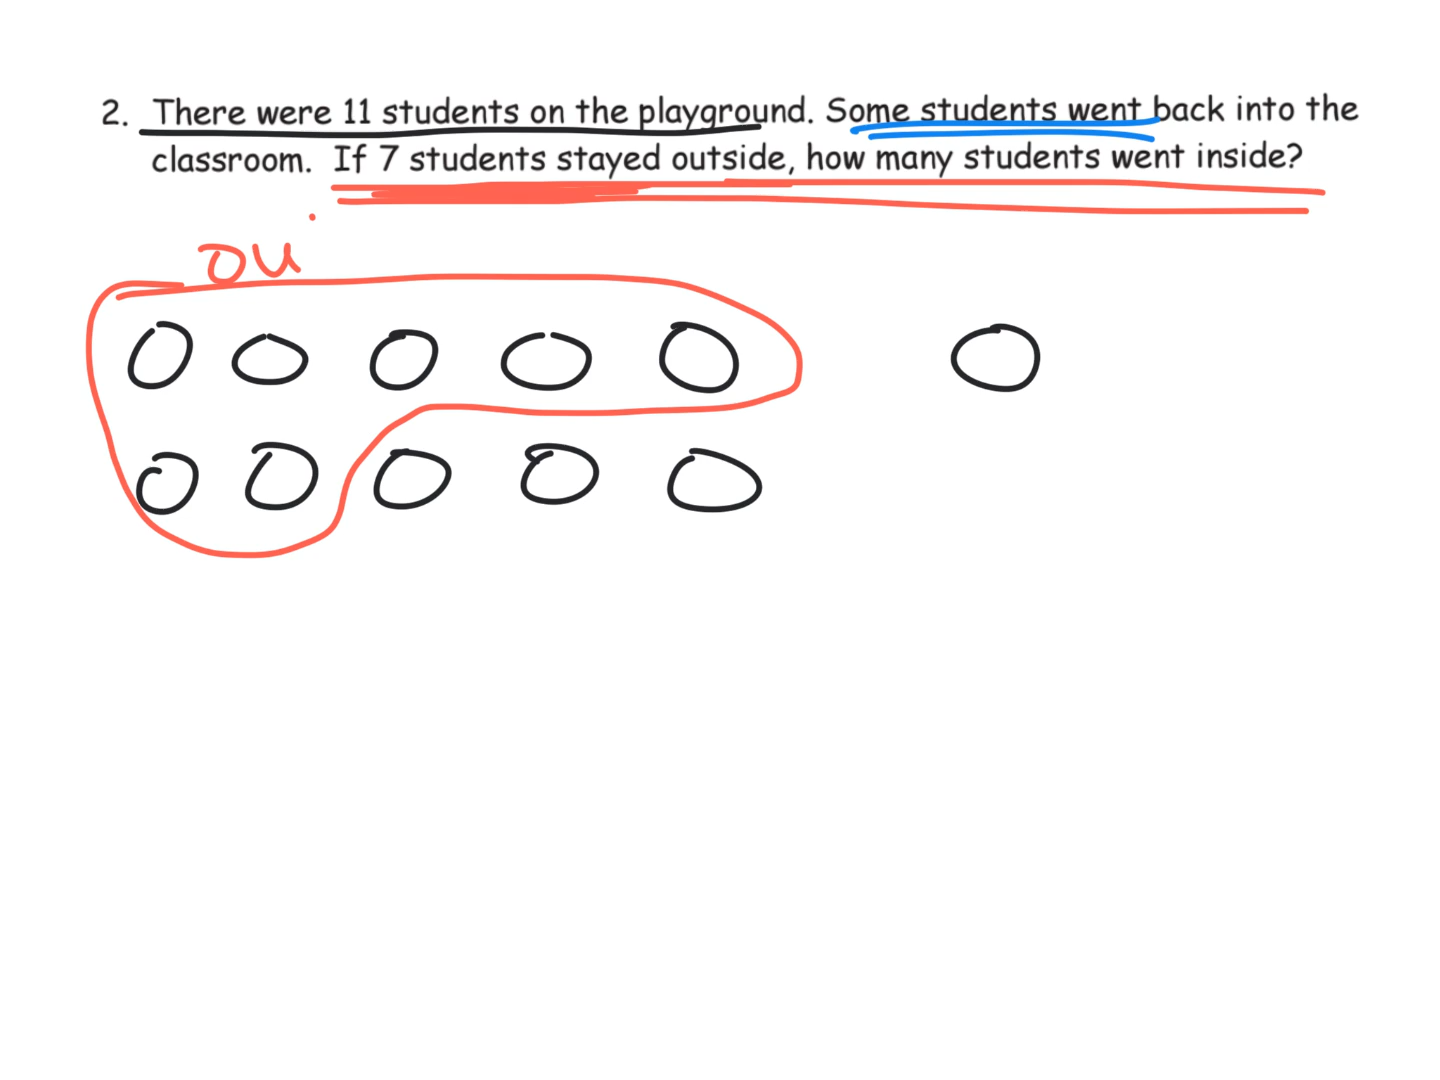 2. There were 11 students on the playground. Some students went back into the
classroom. If 7 students stayed outside, how many students went inside?
ou